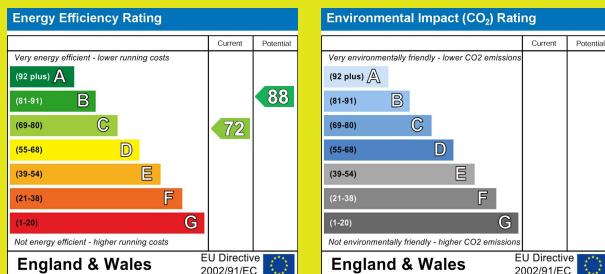 Energy Efficiency Rating
Current Potential
Very energy efficient - lower running costs
(92 plus) A
(81-91) B
88
(69-80) C
72
(55-68) D
(39-54) E
(21-38) F
(1-20) G
Not energy efficient - higher running costs
England & Wales
EU Directive
2002/91/EC
Environmental Impact (CO₂) Rating
Current Potential
Very environmentally friendly - lower CO2 emissions
(92 plus) A
(81-91) B
(69-80) C
(55-68) D
(39-54) E
(21-38) F
(1-20) G
Not environmentally friendly - higher CO2 emissions
England & Wales
EU Directive
2002/91/EC